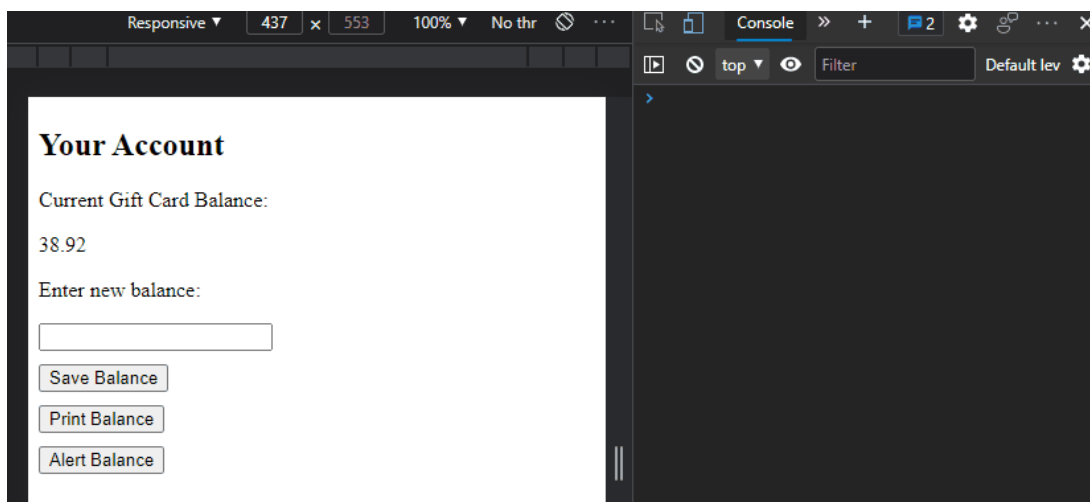 Responsive ▼ 437 × 553 100% ▼ No thr ···
Console » + 2 ··· ×
top ▼ Filter Default lev
>
Your Account
Current Gift Card Balance:
38.92
Enter new balance:
Save Balance
Print Balance
Alert Balance